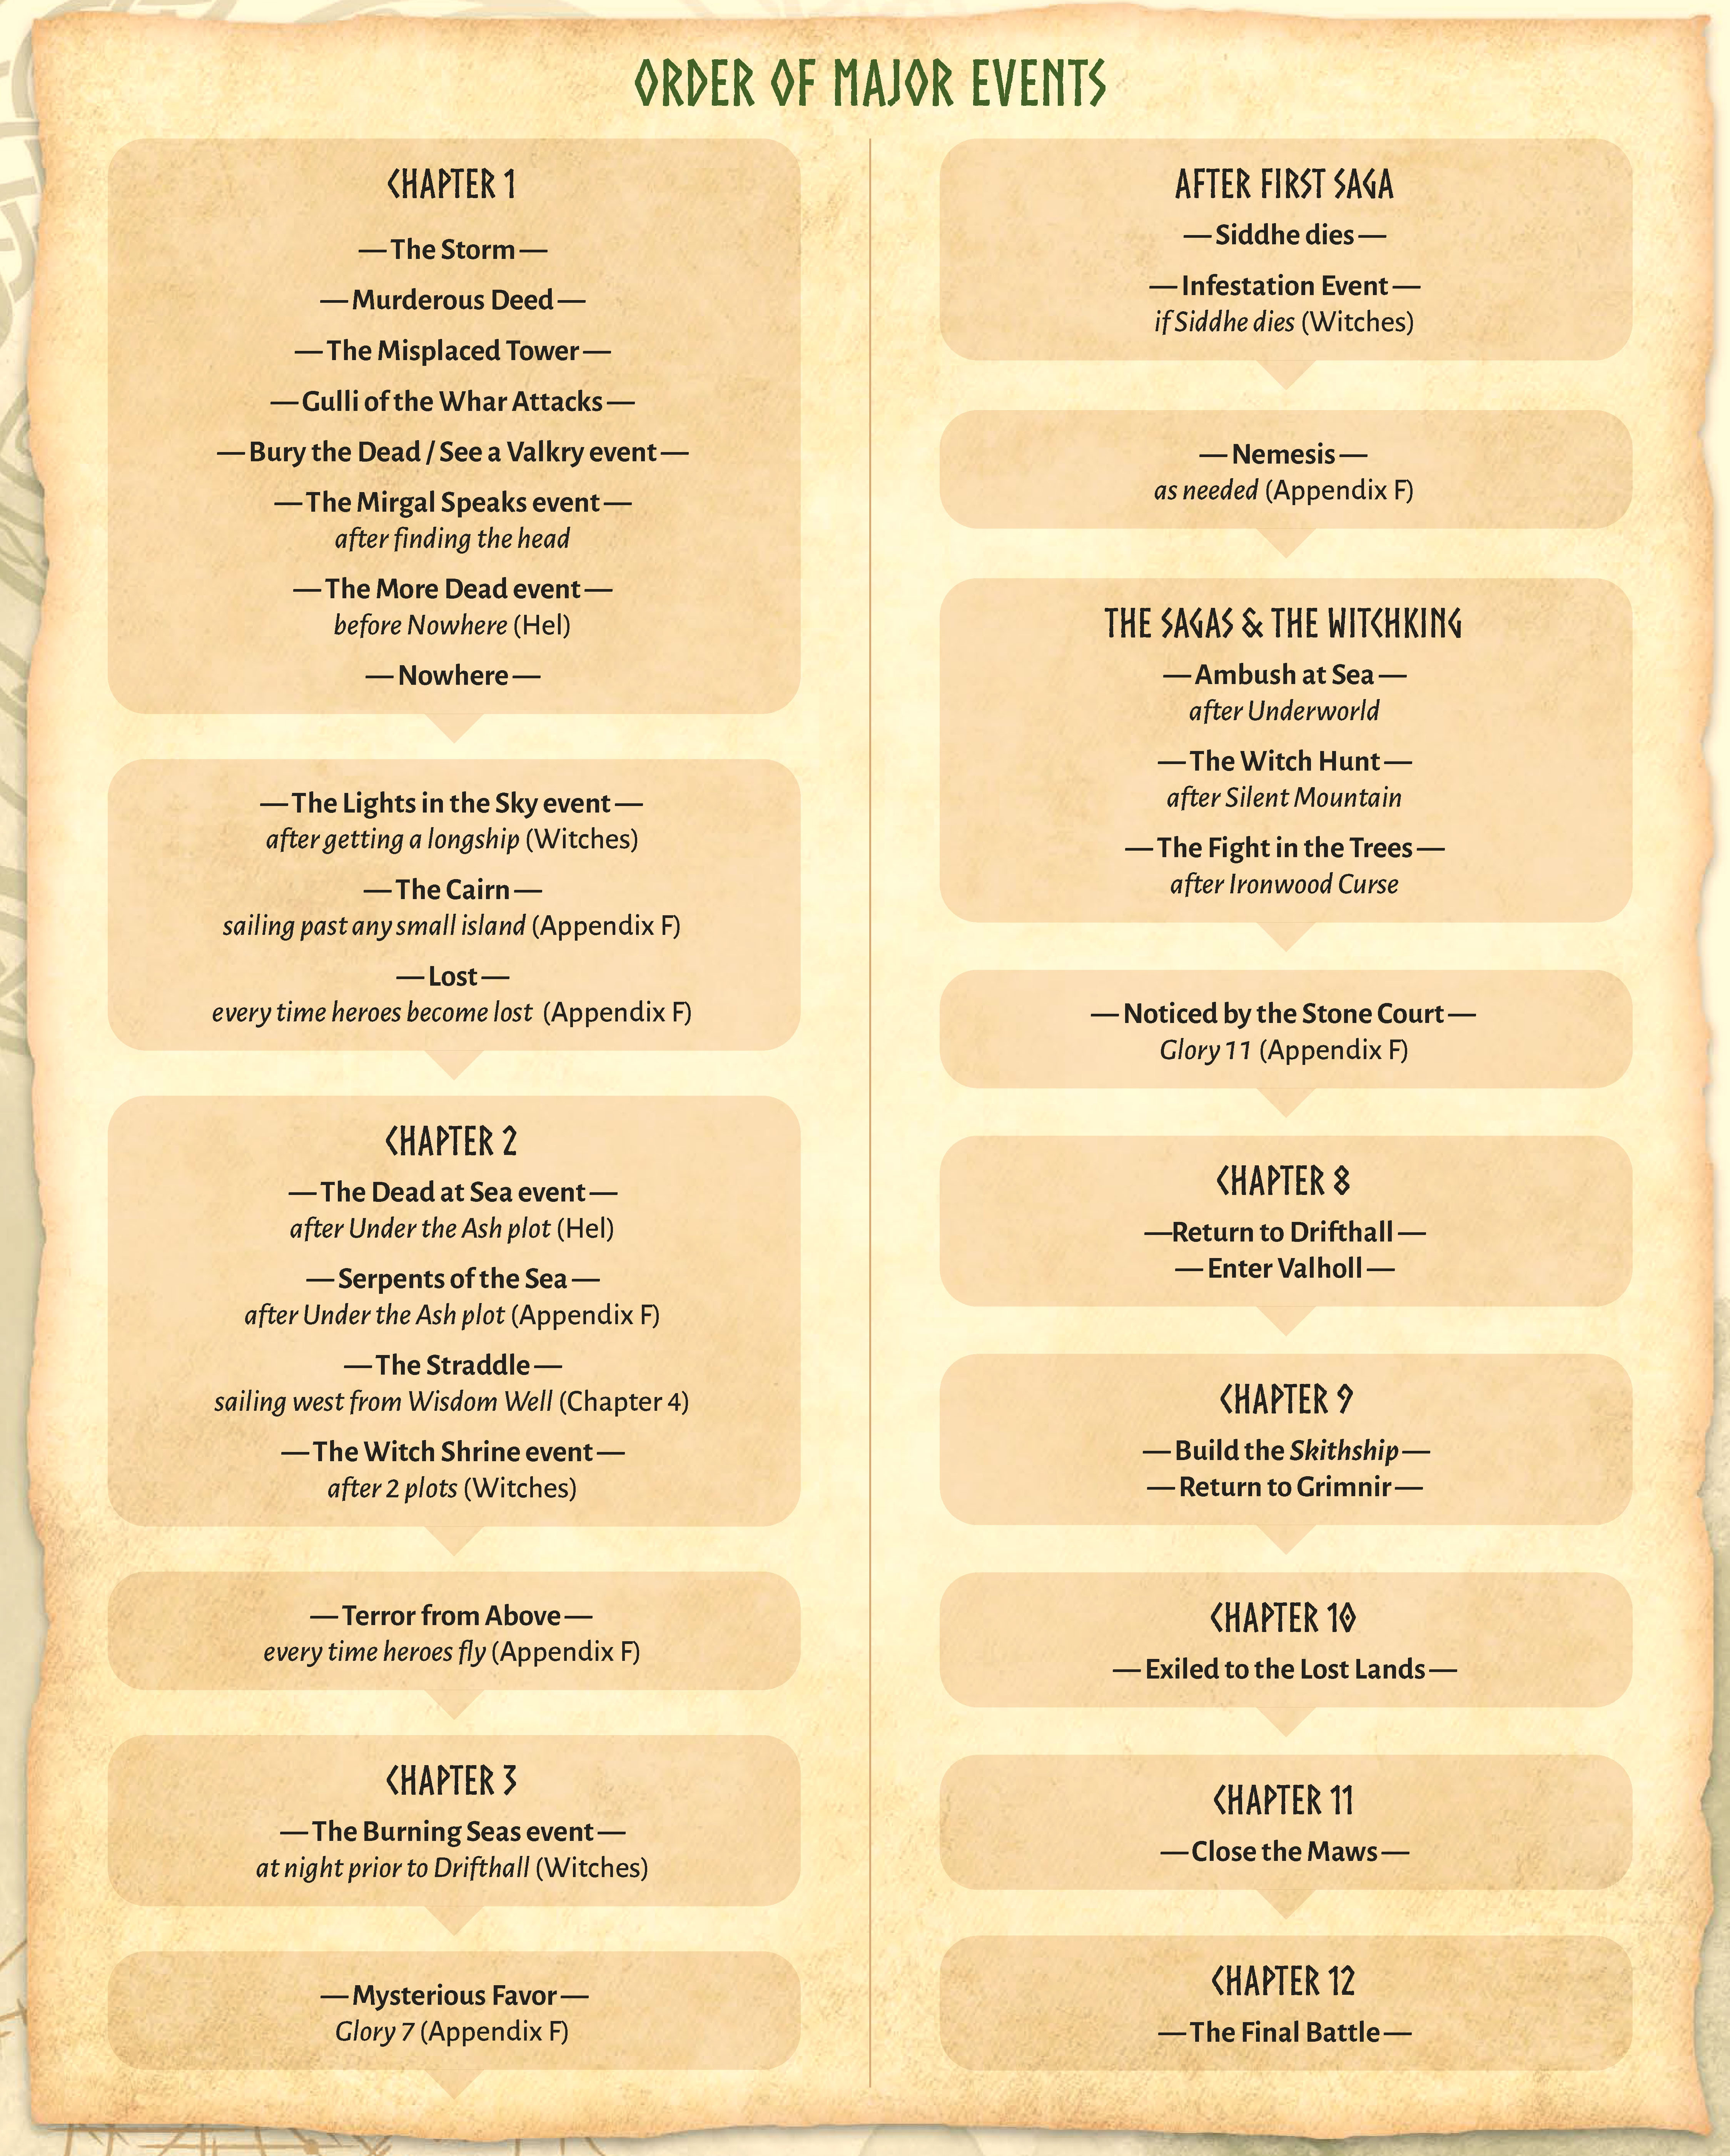 ORDER OF MAJOR EVENTS
CHAPTER 1
—The Storm—
—Murderous Deed—
—The Misplaced Tower—
—Gulli of the Whar Attacks—
—Bury the Dead / See a Valkry event—
—The Mirgal Speaks event—
after finding the head
—The More Dead event—
before Nowhere (Hel)
—Nowhere—
—The Lights in the Sky event—
after getting a longship (Witches)
—The Cairn—
sailing past any small island (Appendix F)
—Lost—
every time heroes become lost (Appendix F)
CHAPTER 2
—The Dead at Sea event—
after Under the Ash plot (Hel)
—Serpents of the Sea—
after Under the Ash plot (Appendix F)
—The Straddle—
sailing west from Wisdom Well (Chapter 4)
—The Witch Shrine event—
after 2 plots (Witches)
—Terror from Above—
every time heroes fly (Appendix F)
CHAPTER 3
—The Burning Seas event—
at night prior to Drifthall (Witches)
—Mysterious Favor—
Glory 7 (Appendix F)
AFTER FIRST SAGA
—Siddhe dies—
—Infestation Event—
if Siddhe dies (Witches)
—Nemesis—
as needed (Appendix F)
THE SAGAS & THE WITCHKING
—Ambush at Sea—
after Underworld
—The Witch Hunt—
after Silent Mountain
—The Fight in the Trees—
after Ironwood Curse
—Noticed by the Stone Court—
Glory 11 (Appendix F)
CHAPTER 8
—Return to Drifthall—
—Enter Valholl—
CHAPTER 9
—Build the Skithship—
—Return to Grimnir—
CHAPTER 10
—Exiled to the Lost Lands—
CHAPTER 11
—Close the Maws—
CHAPTER 12
—The Final Battle—